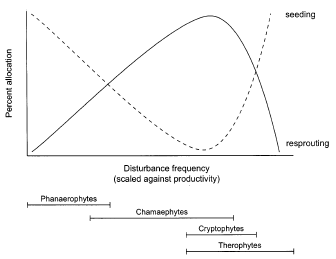 seeding
Percent allocation
resprouting
Disturbance frequency
(scaled against productivity)
Phanaerophytes
Chamaephytes
Cryptophytes
Therophytes